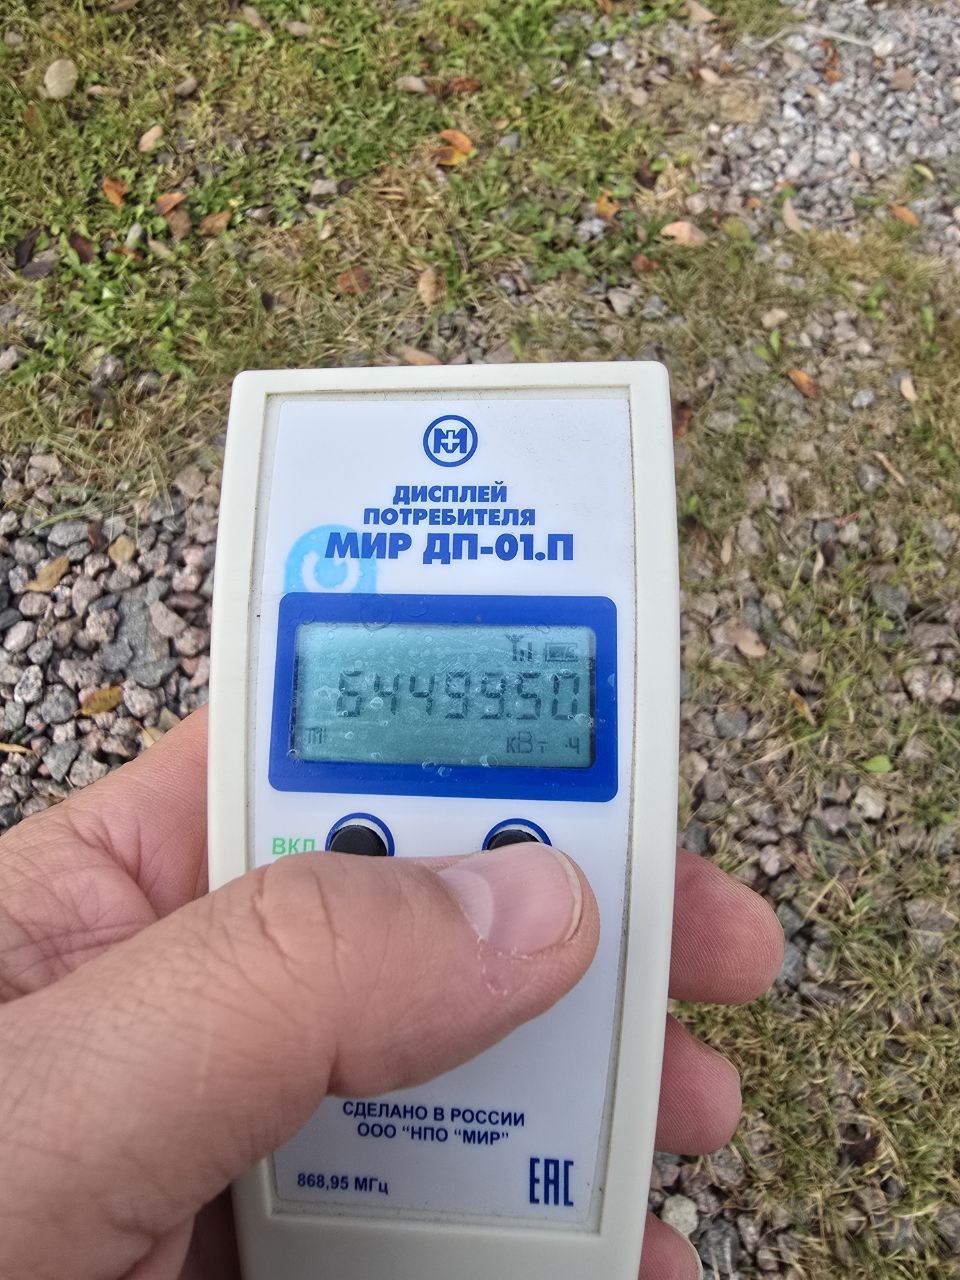 ДИСПЛЕЙ
ПОТРЕБИТЕЛЯ
МИР ДП-01.П
64499.50
кВт·ч
ВКЛ
СДЕЛАНО В РОССИИ
ООО "НПО "МИР"
868,95 МГц
ЕАС